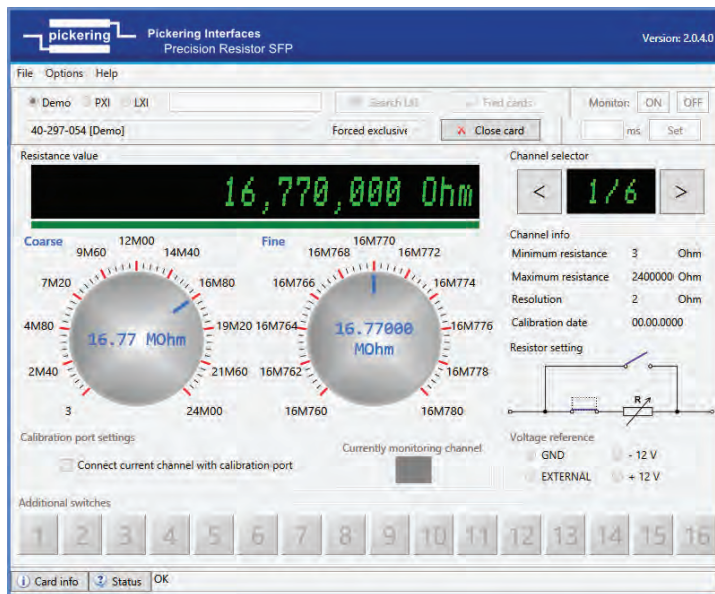 pickering
Pickering Interfaces
Precision Resistor SFP
Version: 2.0.4.0
File Options Help
Demo PXI LXI Search LXI Find cards Monitor: ON OFF
40-297-054 [Demo] Forced exclusive Close card ms Set
Resistance value
16,770,000 Ohm
Channel selector
< 1/6 >
Coarse
12M00
9M60 14M40
7M20 16M80
4M80 19M20
2M40 21M60
3 24M00
16.77 MOhm
Fine
16M770
16M768 16M772
16M766 16M774
16M764 16M776
16M762 16M778
16M760 16M780
16.77000
MOhm
Channel info
Minimum resistance 3 Ohm
Maximum resistance 2400000 Ohm
Resolution 2 Ohm
Calibration date 00.00.0000
Resistor setting
R
Calibration port settings
Connect current channel with calibration port
Currently monitoring channel
Voltage reference
GND - 12 V
EXTERNAL + 12 V
Additional switches
1 2 3 4 5 6 7 8 9 10 11 12 13 14 15 16
Card info Status OK